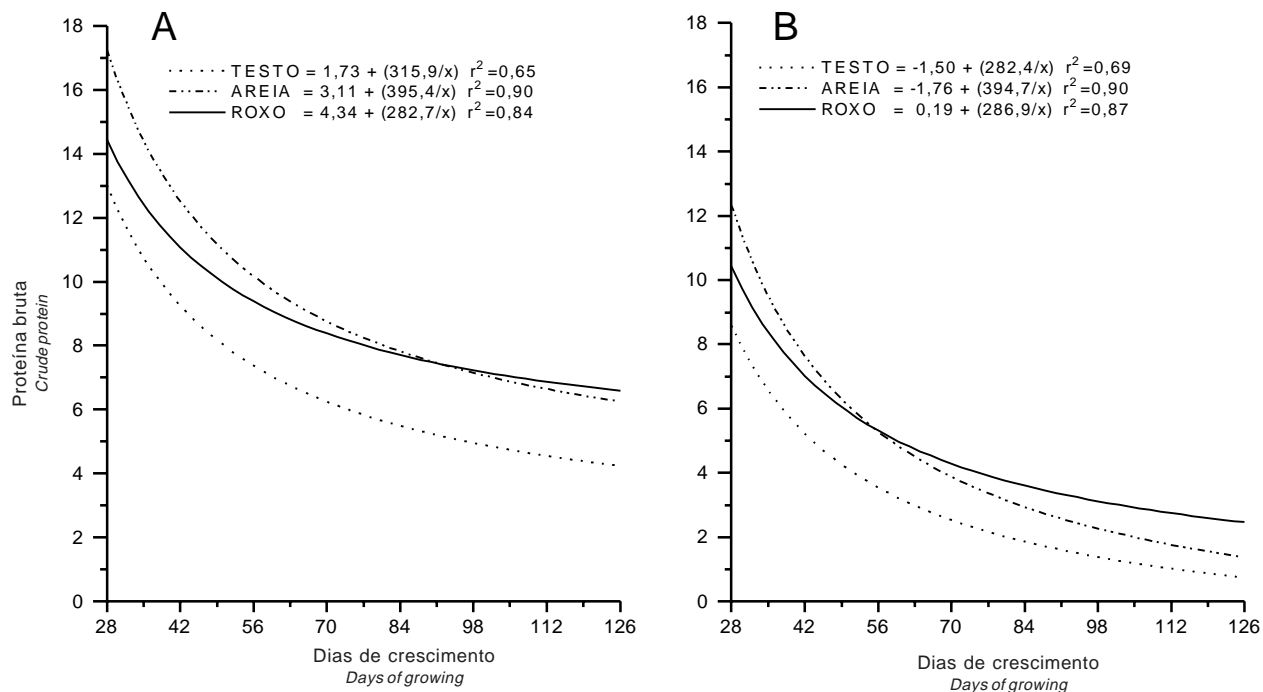 A
TESTO = 1,73 + (315,9/x) r2=0,65
AREIA = 3,11 + (395,4/x) r2=0,90
ROXO = 4,34 + (282,7/x) r2=0,84
18
16
14
12
10
8
6
4
2
0
28 42 56 70 84 98 112 126
Proteína bruta
Crude protein
Dias de crescimento
Days of growing
B
TESTO = -1,50 + (282,4/x) r2=0,69
AREIA = -1,76 + (394,7/x) r2=0,90
ROXO = 0,19 + (286,9/x) r2=0,87
18
16
14
12
10
8
6
4
2
0
28 42 56 70 84 98 112 126
Dias de crescimento
Days of growing